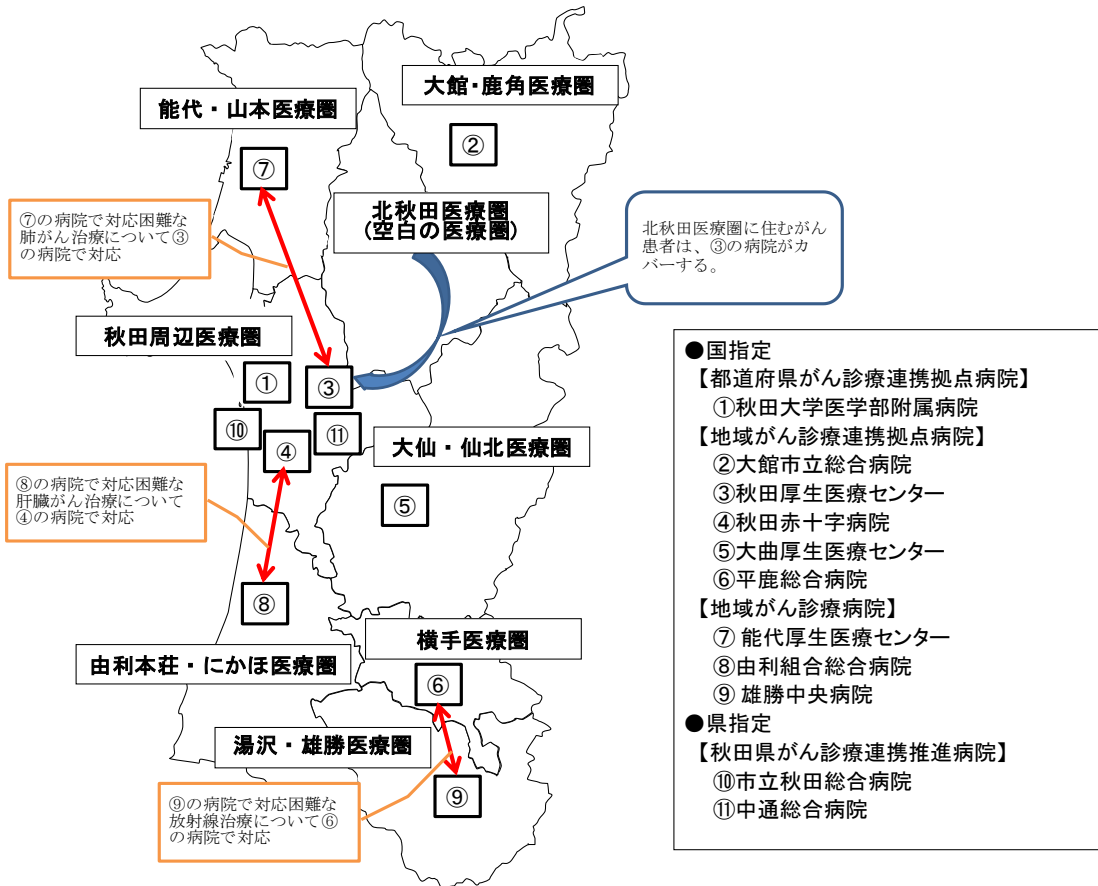 大館・鹿角医療圏
能代・山本医療圏
②
⑦
⑦の病院で対応困難な
肺がん治療について③
の病院で対応
北秋田医療圏
(空白の医療圏)
北秋田医療圏に住むがん
患者は、③の病院がカ
バーする。
秋田周辺医療圏
①
③
⑩
④
⑪
大仙・仙北医療圏
⑤
⑧の病院で対応困難な
肝臓がん治療について
④の病院で対応
⑧
由利本荘・にかほ医療圏
横手医療圏
⑥
湯沢・雄勝医療圏
⑨
⑨の病院で対応困難な
放射線治療について⑥
の病院で対応
●国指定
【都道府県がん診療連携拠点病院】
①秋田大学医学部附属病院
【地域がん診療連携拠点病院】
②大館市立総合病院
③秋田厚生医療センター
④秋田赤十字病院
⑤大曲厚生医療センター
⑥平鹿総合病院
【地域がん診療病院】
⑦ 能代厚生医療センター
⑧由利組合総合病院
⑨ 雄勝中央病院
●県指定
【秋田県がん診療連携推進病院】
⑩市立秋田総合病院
⑪中通総合病院